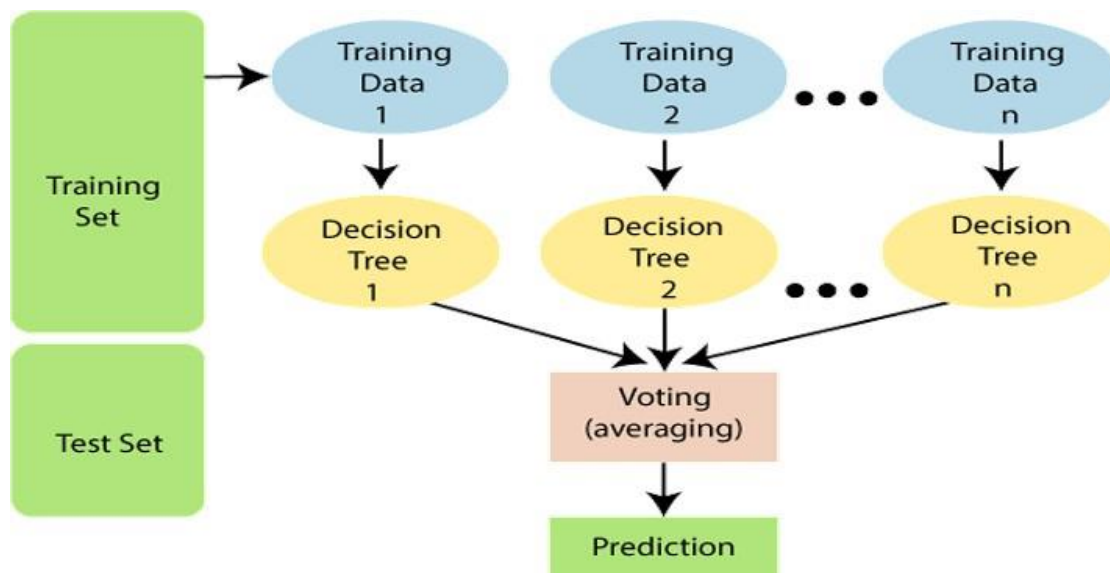 Training
Set
Test Set
Training
Data
1
Training
Data
2
Training
Data
n
Decision
Tree
1
Decision
Tree
2
Decision
Tree
n
Voting
(averaging)
Prediction